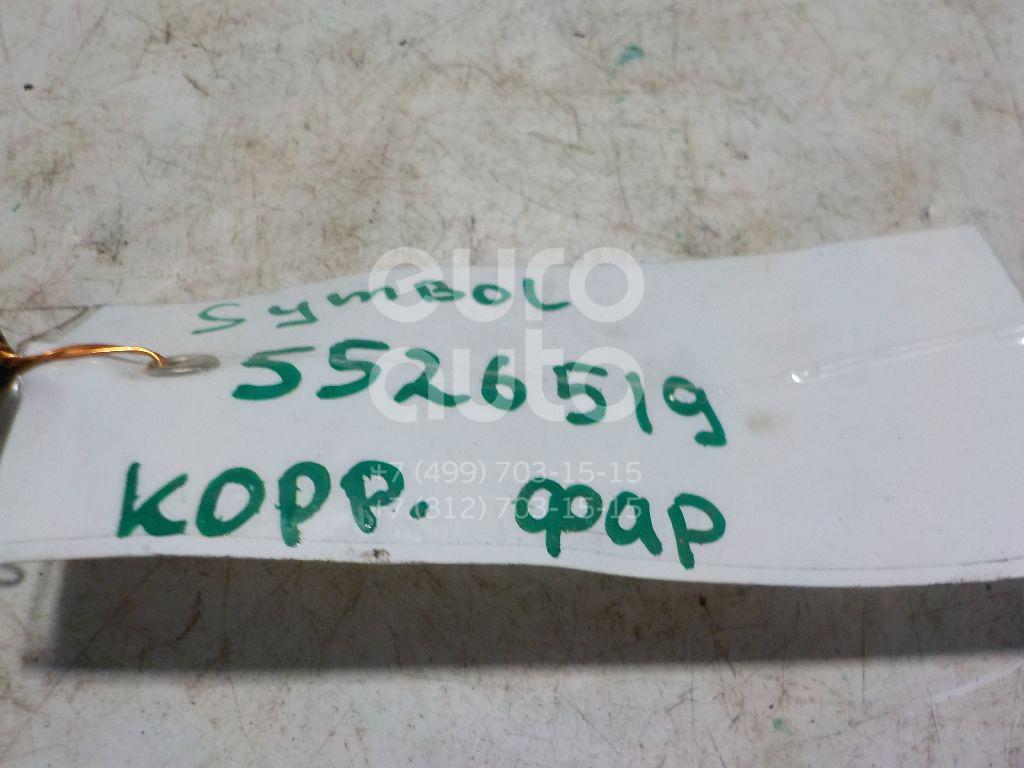 Symbol
5526519
корр. фар
euro
auto
+7 (499) 703-15-15
+7 (812) 703-15-15